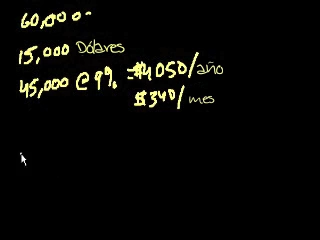 60,000-
15,000 Dólares
45,000 @ 9% = $4050/año
$340/mes